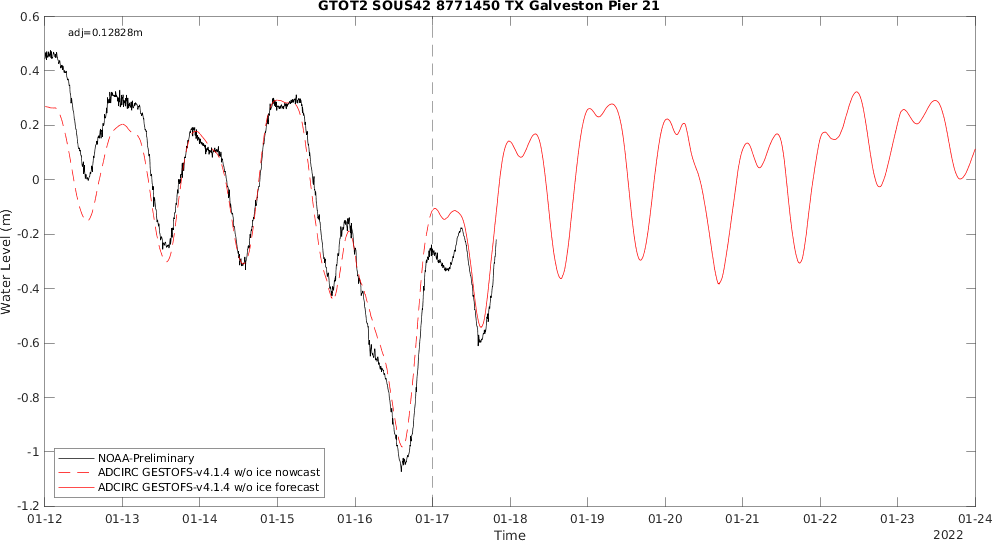 GTOT2 SOUS42 8771450 TX Galveston Pier 21
adj=0.12828m
0.6
0.4
0.2
0
-0.2
-0.4
-0.6
-0.8
-1
-1.2
Water Level (m)
NOAA-Preliminary
ADCIRC GESTOFS-v4.1.4 w/o ice nowcast
ADCIRC GESTOFS-v4.1.4 w/o ice forecast
01-12 01-13 01-14 01-15 01-16 01-17 01-18 01-19 01-20 01-21 01-22 01-23 01-24
Time
2022